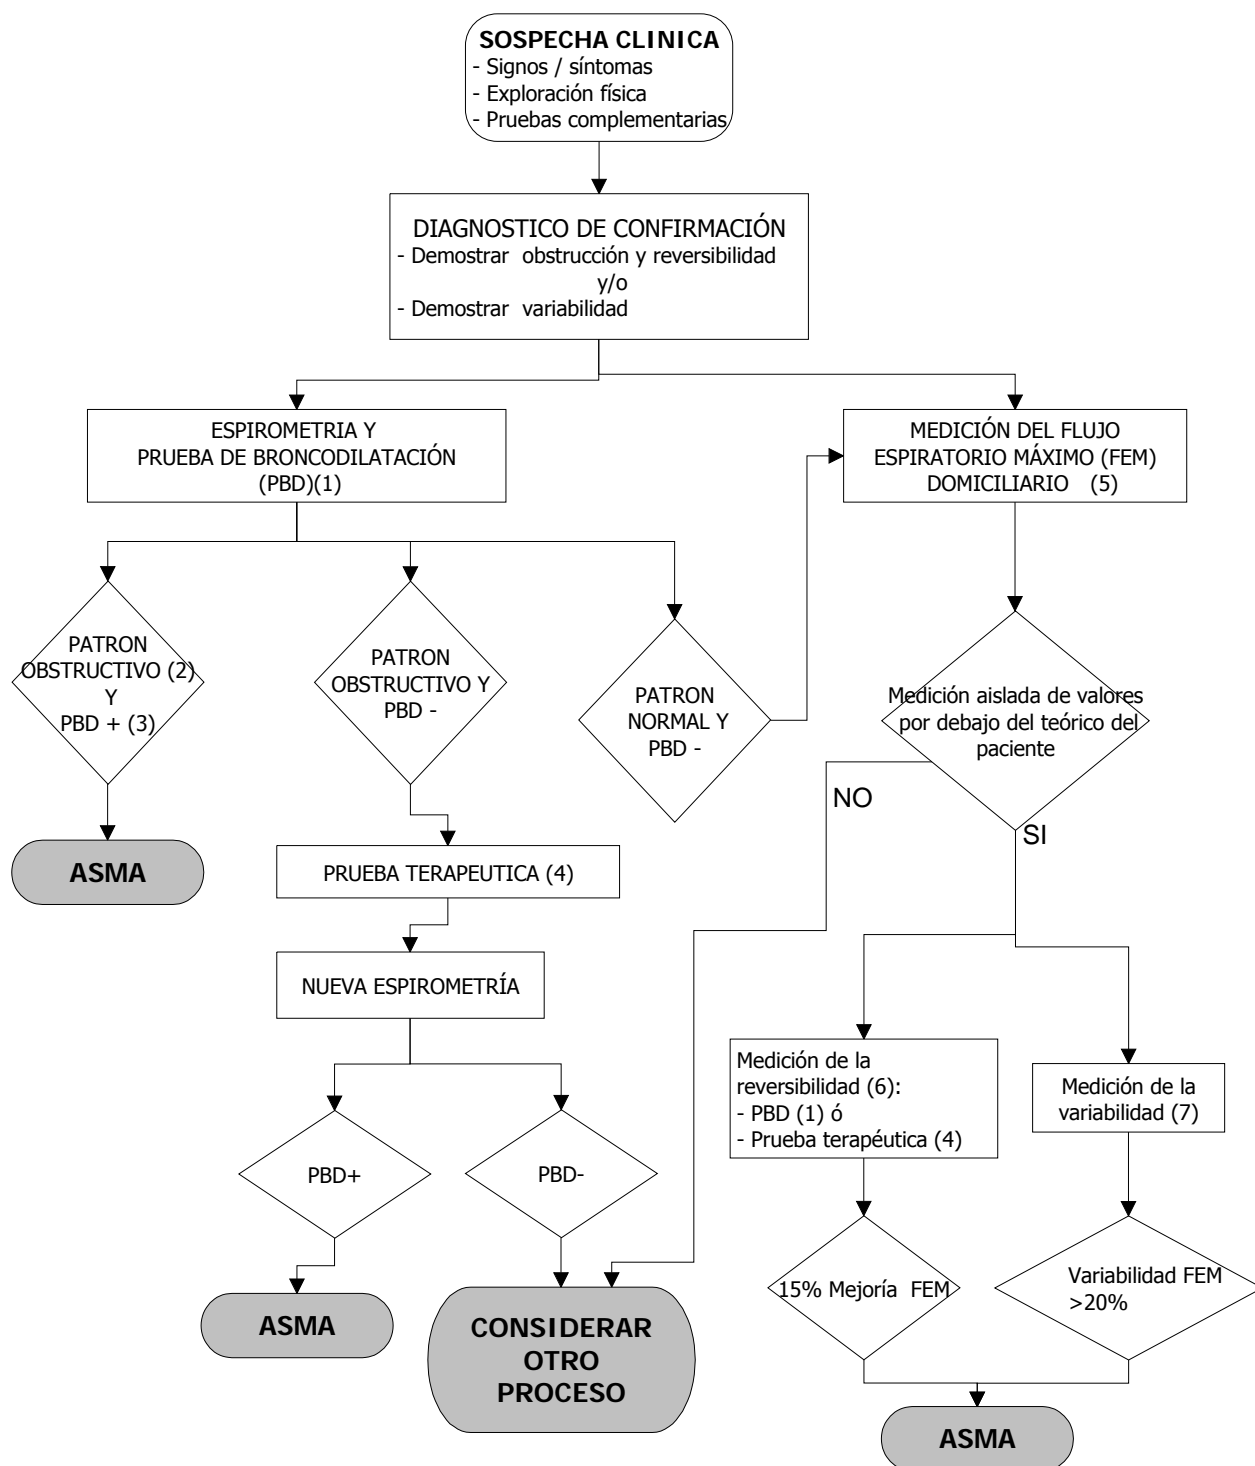 SOSPECHA CLINICA
- Signos / síntomas
- Exploración física
- Pruebas complementarias
DIAGNOSTICO DE CONFIRMACIÓN
- Demostrar obstrucción y reversibilidad
y/o
- Demostrar variabilidad
ESPIROMETRIA Y
PRUEBA DE BRONCODILATACIÓN
(PBD)(1)
MEDICIÓN DEL FLUJO
ESPIRATORIO MÁXIMO (FEM)
DOMICILIARIO (5)
PATRON
OBSTRUCTIVO (2)
Y
PBD + (3)
PATRON
OBSTRUCTIVO Y
PBD -
PATRON
NORMAL Y
PBD -
Medición aislada de valores
por debajo del teórico del
paciente
NO
SI
ASMA
PRUEBA TERAPEUTICA (4)
NUEVA ESPIROMETRÍA
Medición de la
reversibilidad (6):
- PBD (1) ó
- Prueba terapéutica (4)
Medición de la
variabilidad (7)
PBD+
PBD-
15% Mejoría FEM
Variabilidad FEM
>20%
ASMA
CONSIDERAR
OTRO
PROCESO
ASMA